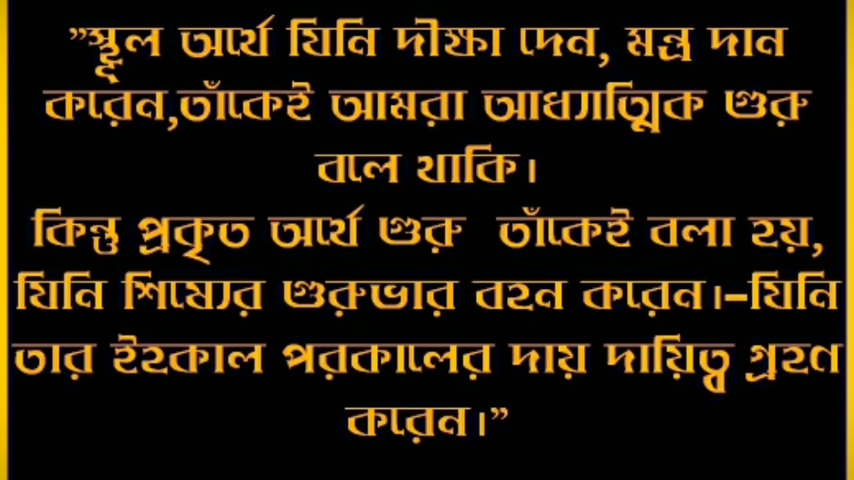 ”স্থূল অর্থে যিনি দীক্ষা দেন, মন্ত্র দান
করেন,তাঁকেই আমরা আধ্যাত্মিক গুরু
বলে থাকি।
কিন্তু প্রকৃত অর্থে গুরু তাঁকেই বলা হয়,
যিনি শিষ্যের গুরুভার বহন করেন।–যিনি
তার ইহকাল পরকালের দায় দায়িত্ব গ্রহণ
করেন।”